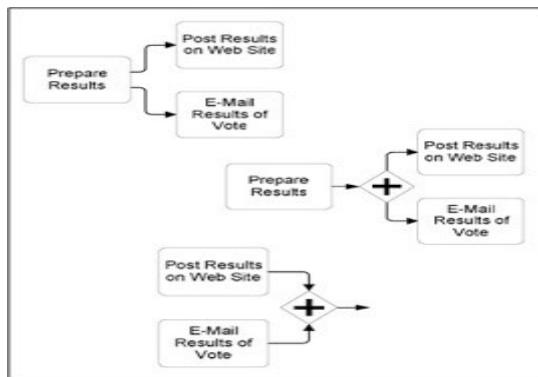 Post Results
on Web Site
Prepare
Results
E-Mail
Results of
Vote
Post Results
on Web Site
Prepare
Results
E-Mail
Results of
Vote
Post Results
on Web Site
E-Mail
Results of
Vote